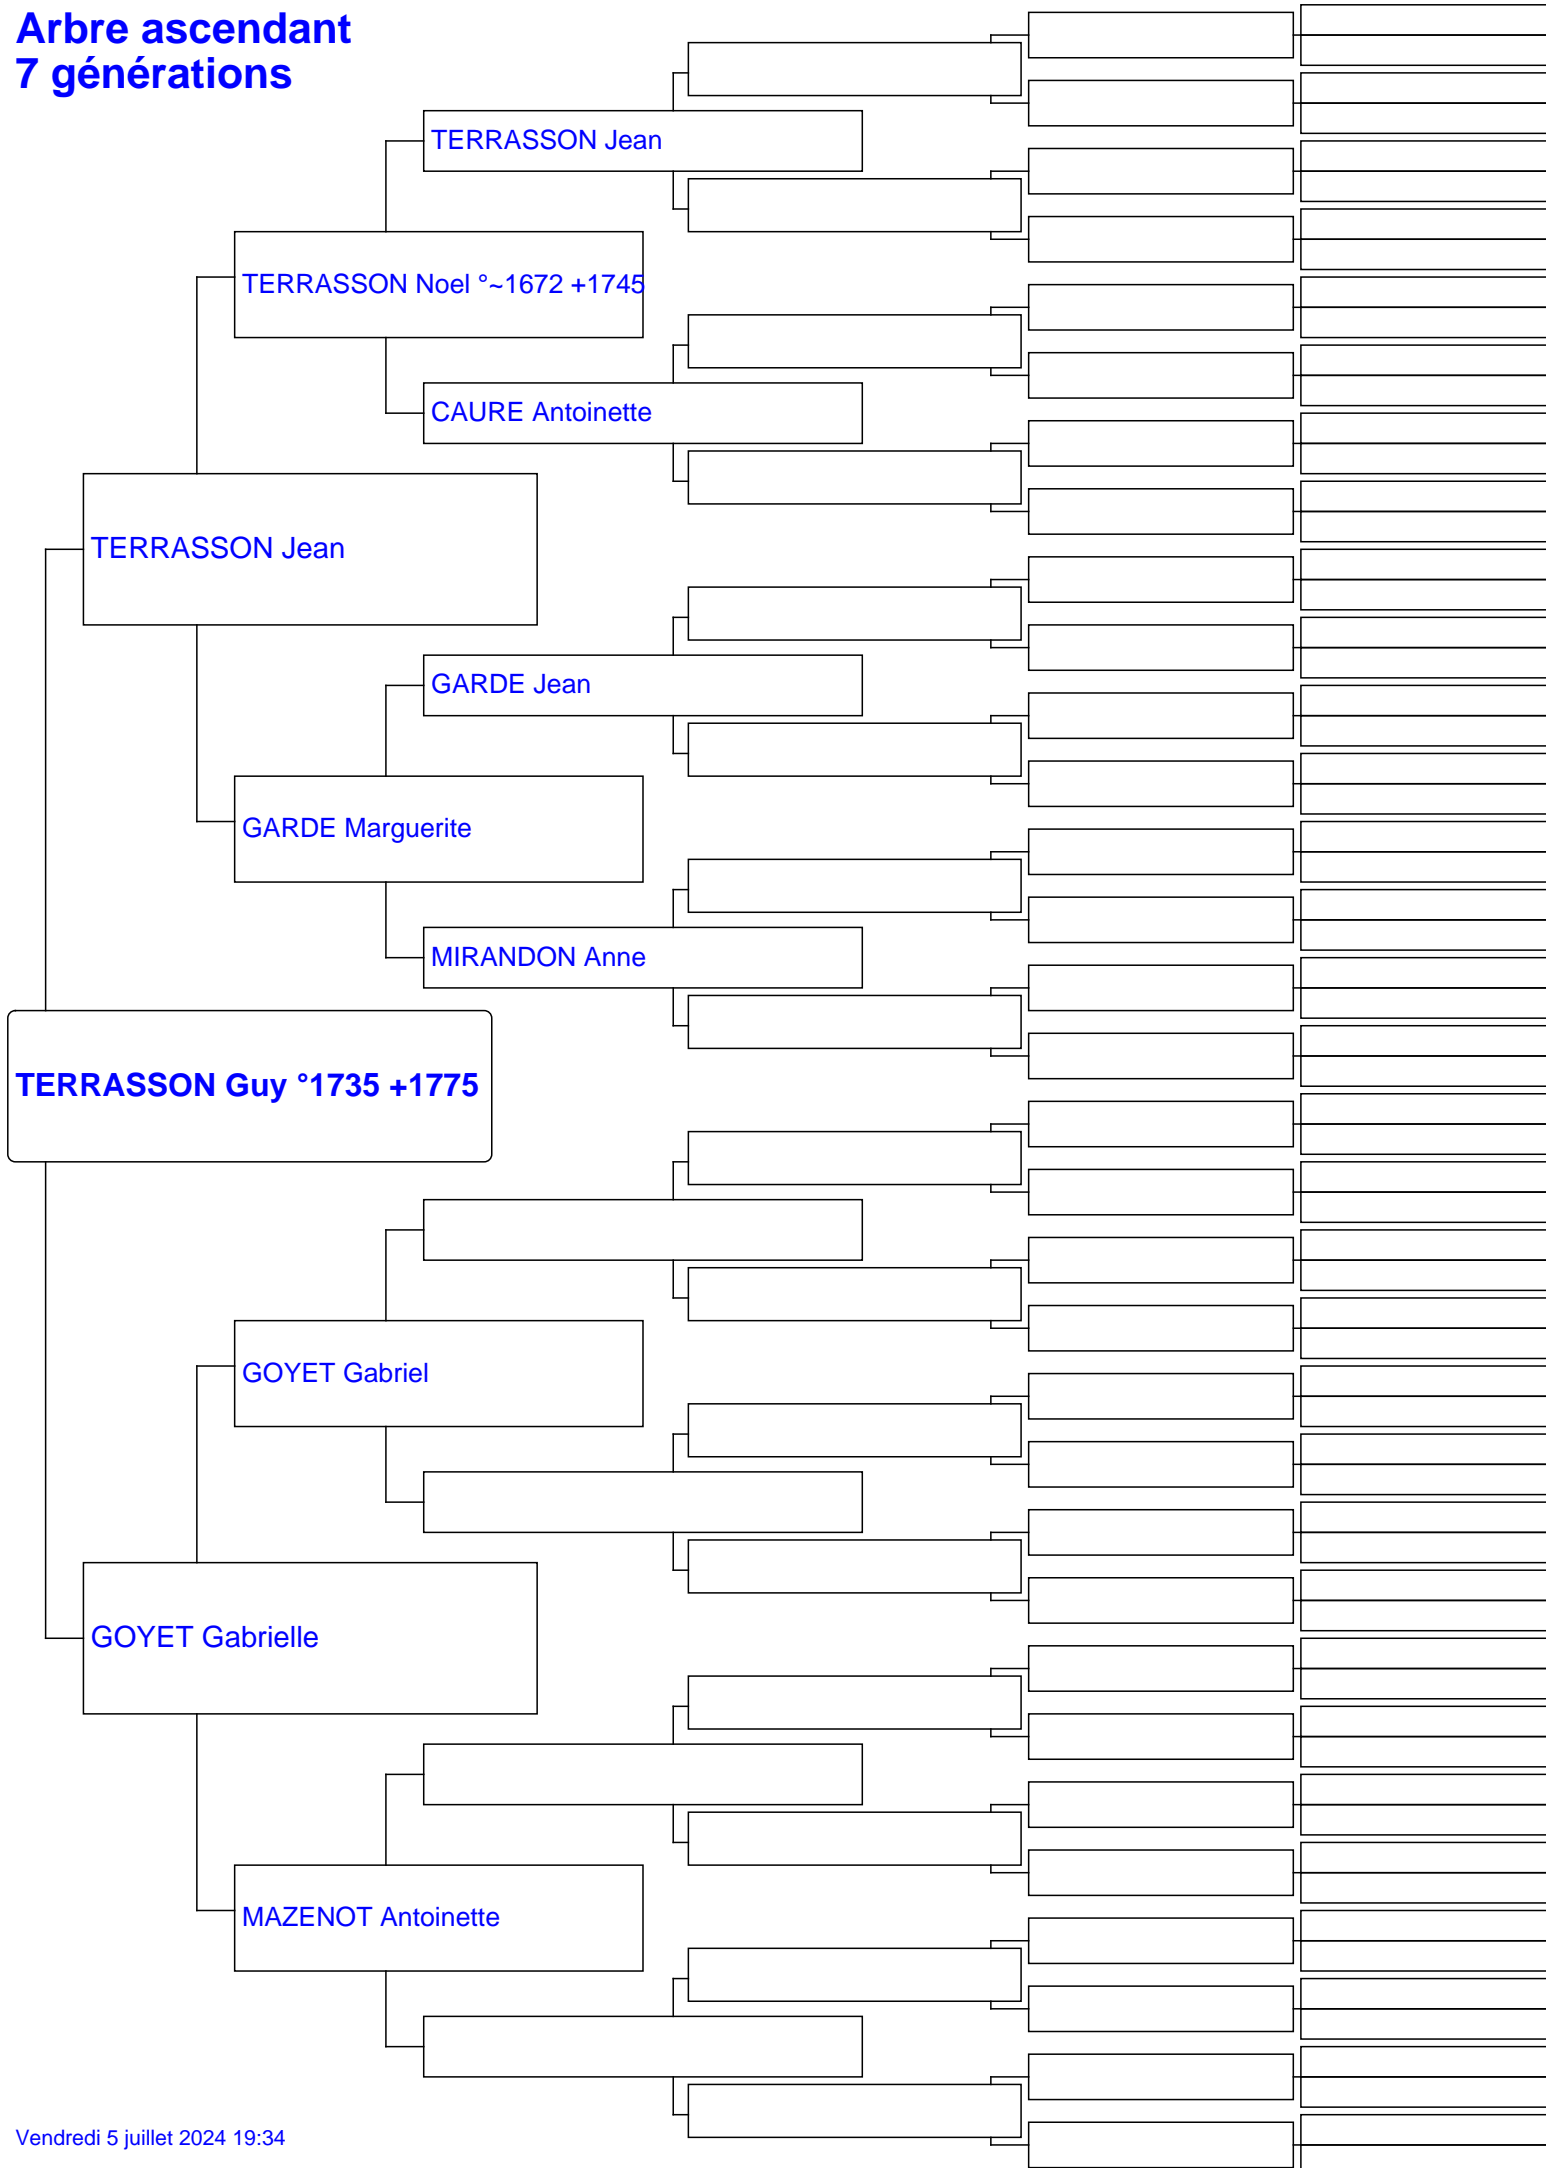 Arbre ascendant
7 générations
TERRASSON Jean
TERRASSON Noel °~1672 +1745
CAURE Antoinette
TERRASSON Jean
GARDE Jean
GARDE Marguerite
MIRANDON Anne
TERRASSON Guy °1735 +1775
GOYET Gabriel
GOYET Gabrielle
MAZENOT Antoinette
Vendredi 5 juillet 2024 19:34